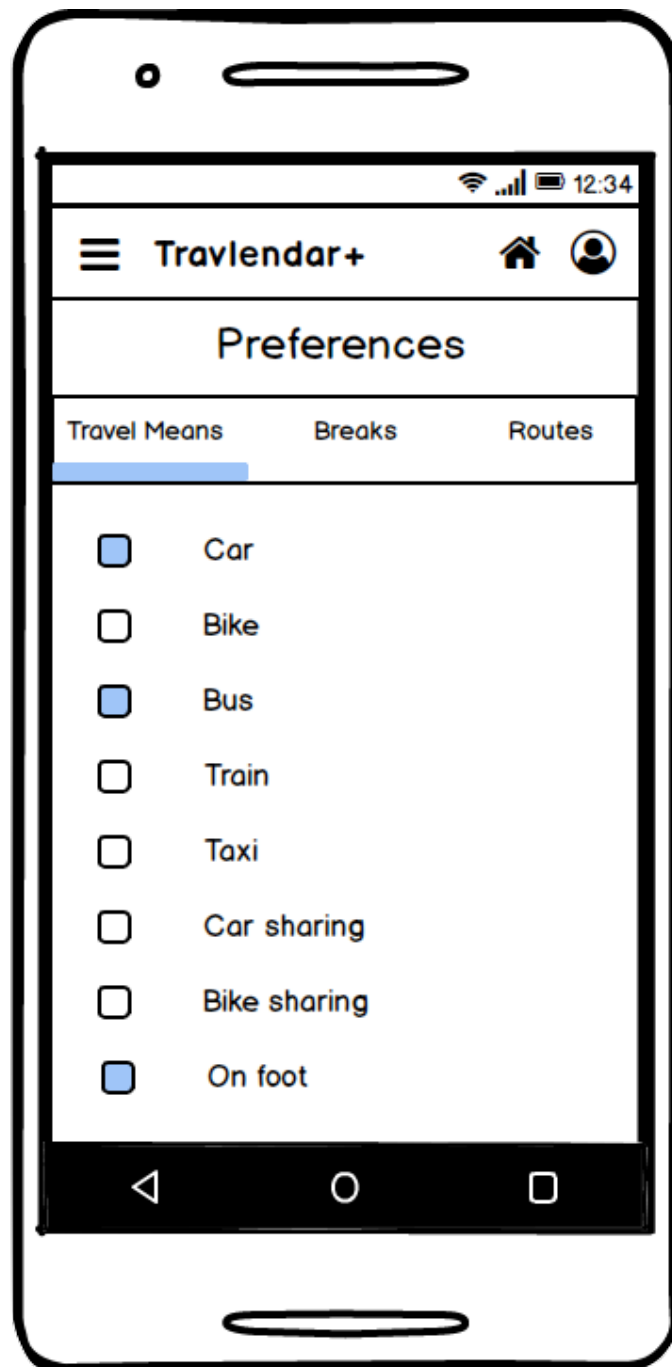 12:34
Travlendar+
Preferences
Travel Means Breaks Routes
Car
Bike
Bus
Train
Taxi
Car sharing
Bike sharing
On foot